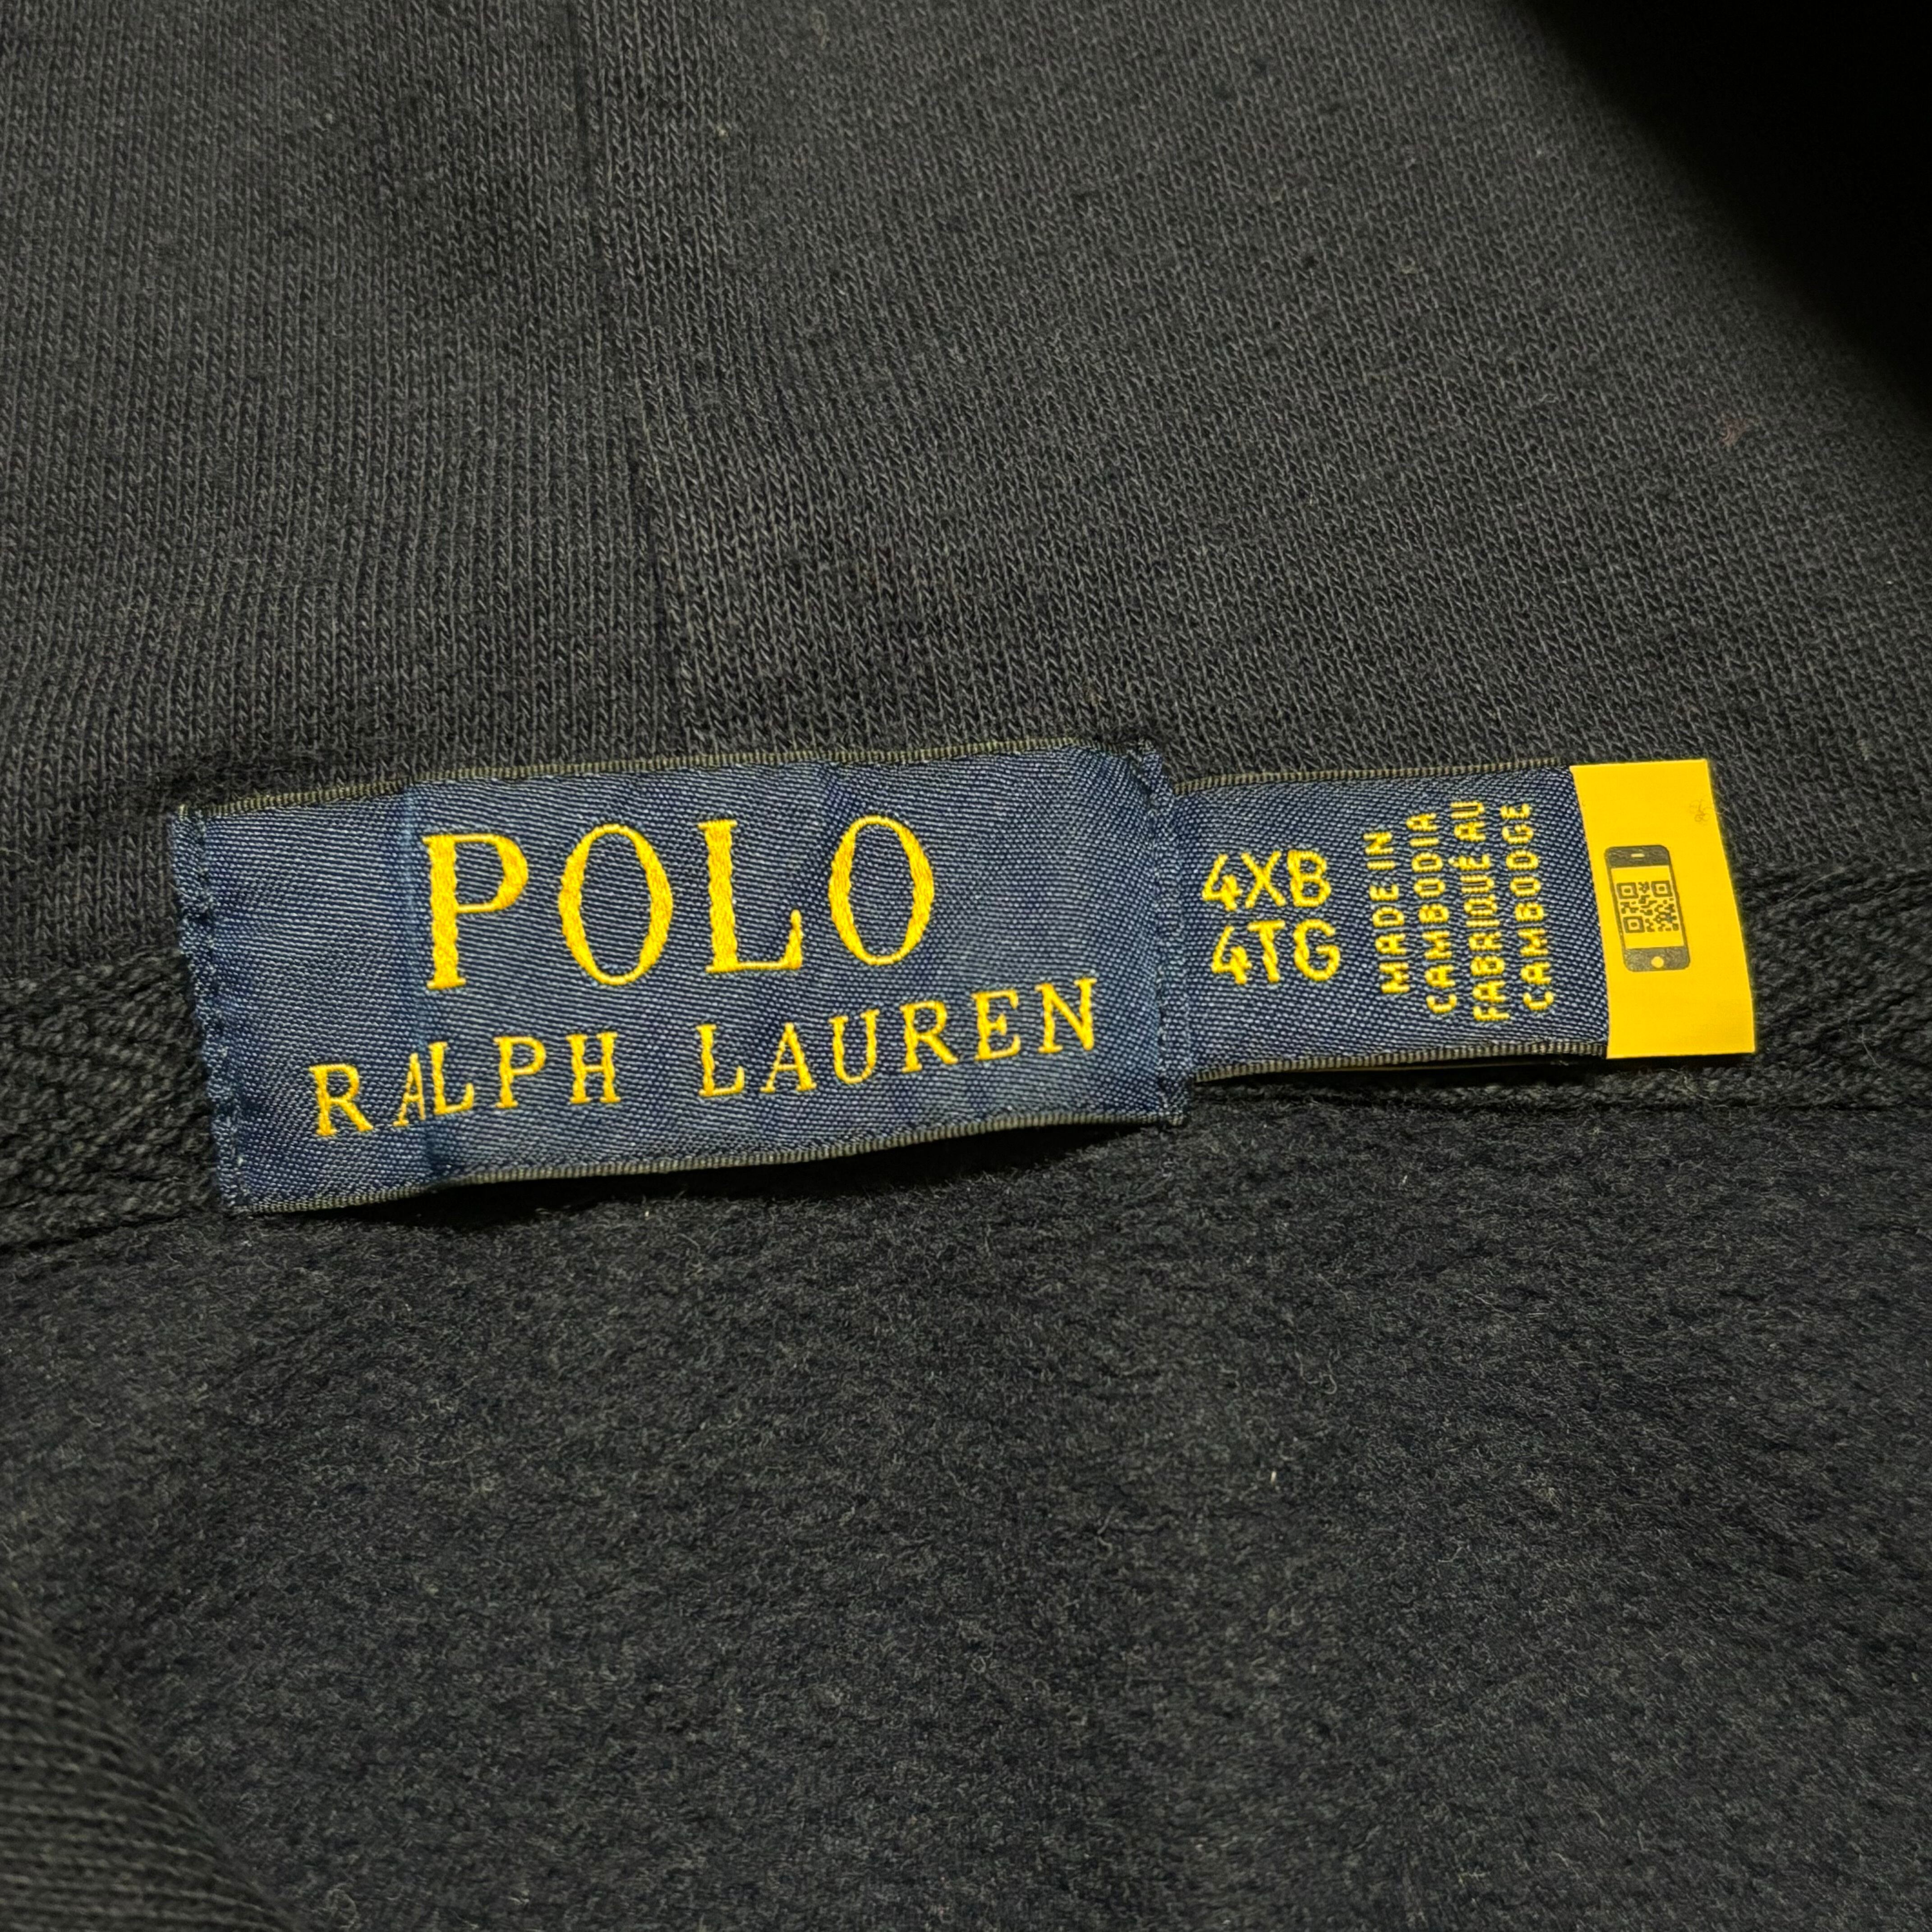 POLO
RALPH LAUREN
4XB
4TG
MADE IN
CAMBODIA
FABRIQUÉ AU
CAMBODGE